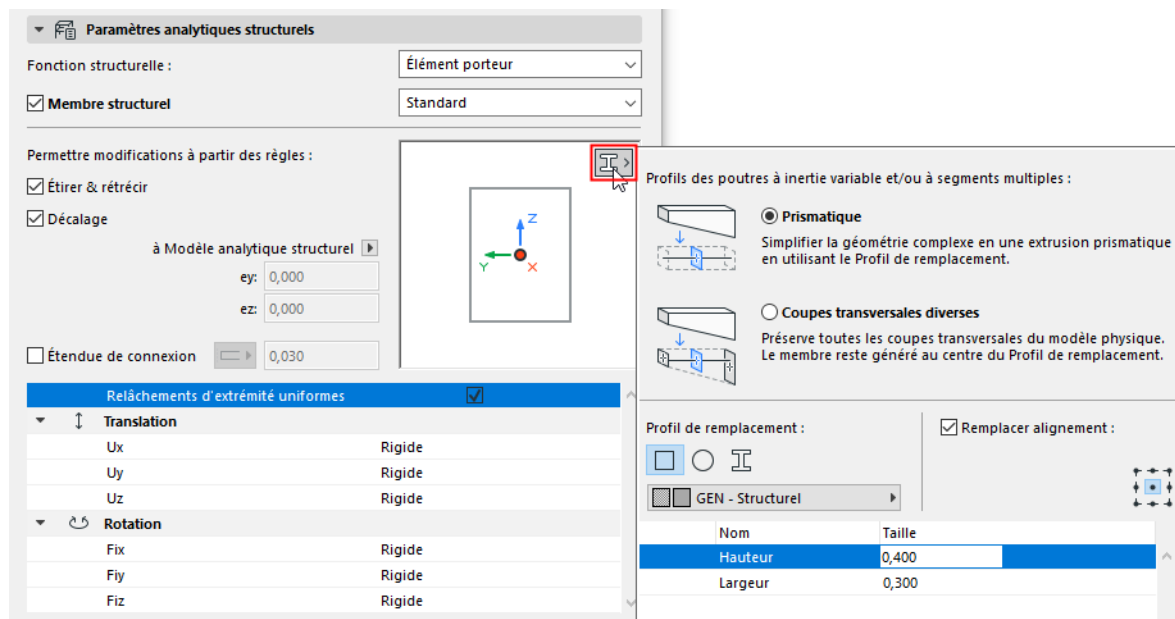 Paramètres analytiques structurels
Fonction structurelle :
Élément porteur
Membre structurel
Standard
Permettre modifications à partir des règles :
Étirer & rétrécir
Décalage
à Modèle analytique structurel
ey: 0,000
ez: 0,000
Étendue de connexion
0,030
Z
Y
X
Relâchements d'extrémité uniformes
Translation
Ux Rigide
Uy Rigide
Uz Rigide
Rotation
Fix Rigide
Fiy Rigide
Fiz Rigide
Profils des poutres à inertie variable et/ou à segments multiples :
Prismatique
Simplifier la géométrie complexe en une extrusion prismatique
en utilisant le Profil de remplacement.
Coupes transversales diverses
Préserve toutes les coupes transversales du modèle physique.
Le membre reste généré au centre du Profil de remplacement.
Profil de remplacement :
Remplacer alignement :
GEN - Structurel
Nom Taille
Hauteur 0,400
Largeur 0,300